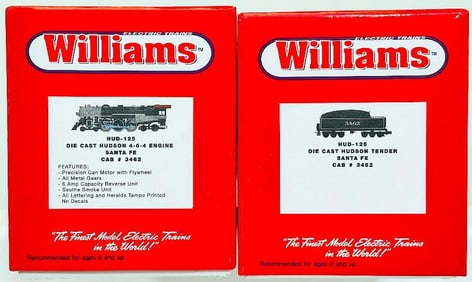 ELECTRIC TRAINS
Williams™
HUD-125
DIE CAST HUDSON 4-6-4 ENGINE
SANTA FE
CAB # 3462
FEATURES:
- Precision Can Motor with Flywheel
- All Metal Gears
- 6 Amp Capacity Reverse Unit
- Seuthe Smoke Unit
- All Lettering and Heralds Tampo Printed
No Decals
"The Finest Model Electric Trains
in the World!"
Recommended for ages 8 and up
ELECTRIC TRAINS
Williams™
3462
HUD-125
DIE CAST HUDSON TENDER
SANTA FE
CAB # 3462
"The Finest Model Electric Trains
in the World!"
Recommended for ages 8 and up